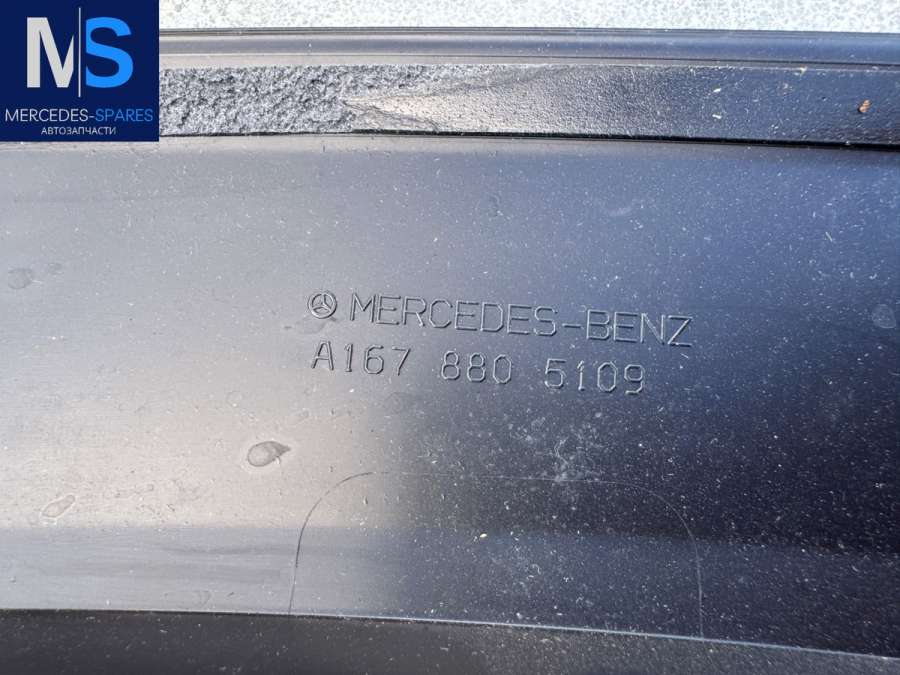 MS
MERCEDES-SPARES
АВТОЗАПЧАСТИ
MERCEDES-BENZ
A167 880 5109